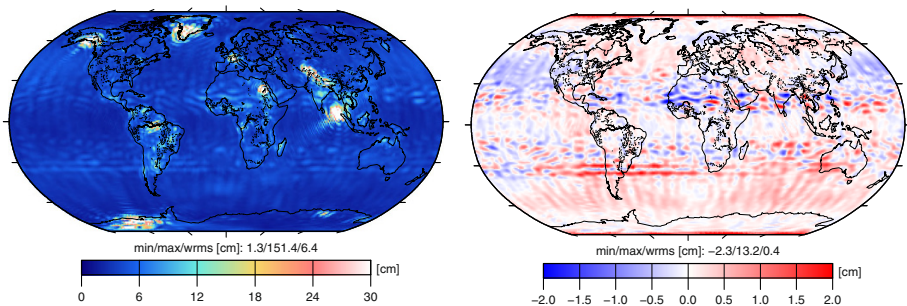 min/max/wrms [cm]: 1.3/151.4/6.4
[cm]
0 6 12 18 24 30
min/max/wrms [cm]: −2.3/13.2/0.4
[cm]
−2.0 −1.5 −1.0 −0.5 0.0 0.5 1.0 1.5 2.0